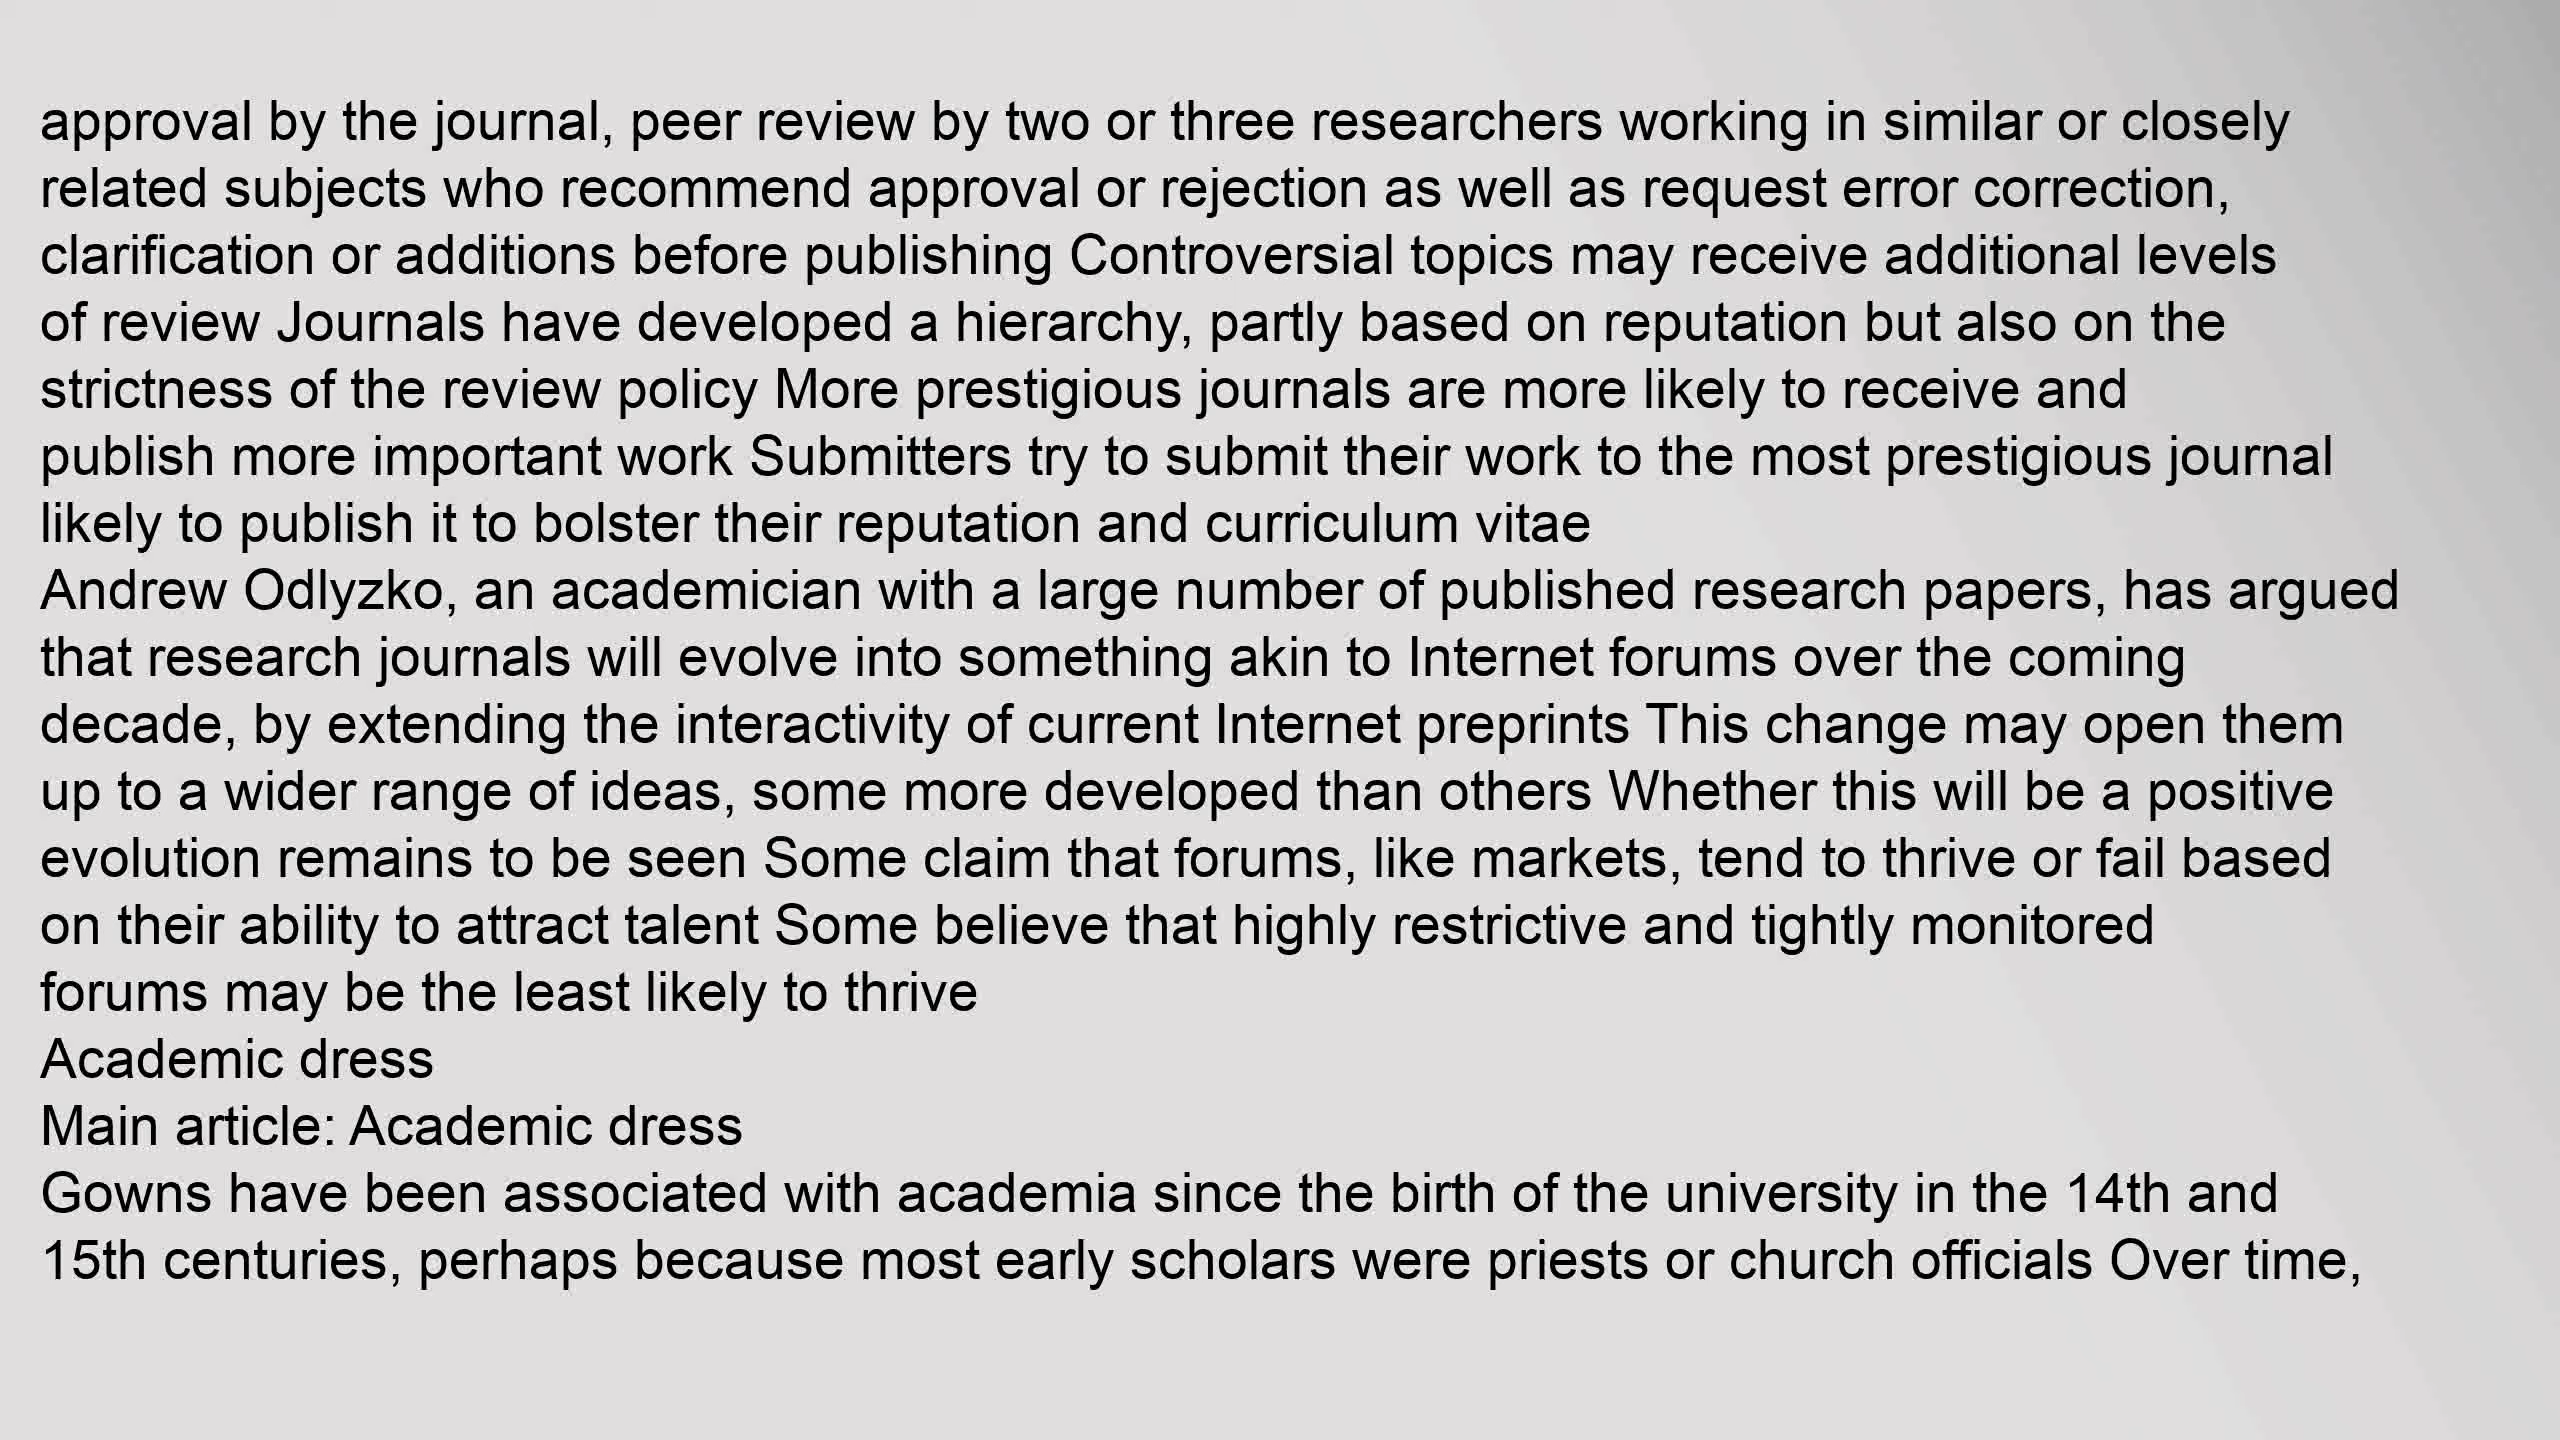 approval by the journal, peer review by two or three researchers working in similar or closely
related subjects who recommend approval or rejection as well as request error correction,
clarification or additions before publishing Controversial topics may receive additional levels
of review Journals have developed a hierarchy, partly based on reputation but also on the
strictness of the review policy More prestigious journals are more likely to receive and
publish more important work Submitters try to submit their work to the most prestigious journal
likely to publish it to bolster their reputation and curriculum vitae
Andrew Odlyzko, an academician with a large number of published research papers, has argued
that research journals will evolve into something akin to Internet forums over the coming
decade, by extending the interactivity of current Internet preprints This change may open them
up to a wider range of ideas, some more developed than others Whether this will be a positive
evolution remains to be seen Some claim that forums, like markets, tend to thrive or fail based
on their ability to attract talent Some believe that highly restrictive and tightly monitored
forums may be the least likely to thrive
Academic dress
Main article: Academic dress
Gowns have been associated with academia since the birth of the university in the 14th and
15th centuries, perhaps because most early scholars were priests or church officials Over time,